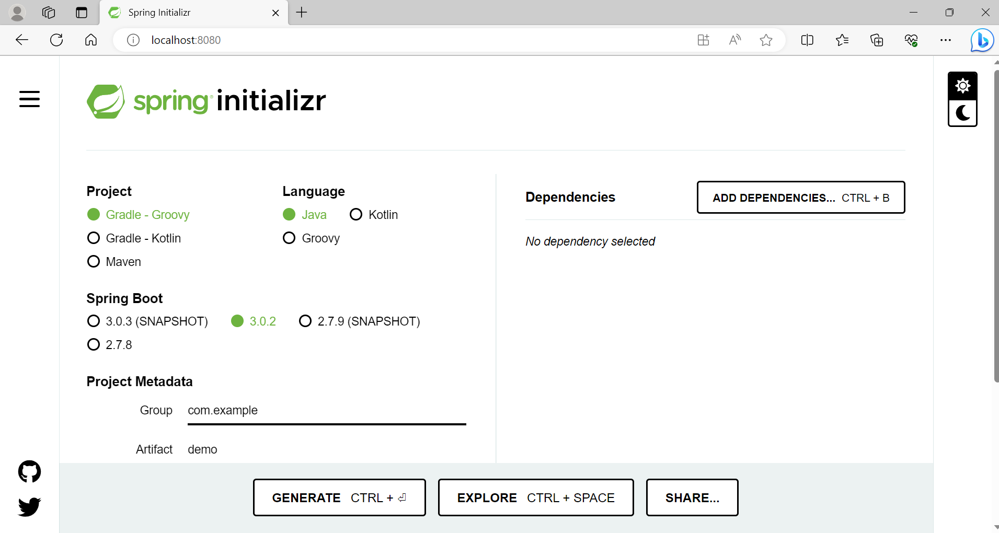 Spring Initializr
localhost:8080
spring initializr
Project
Gradle - Groovy
Gradle - Kotlin
Maven
Language
Java Kotlin
Groovy
Spring Boot
3.0.3 (SNAPSHOT) 3.0.2 2.7.9 (SNAPSHOT)
2.7.8
Project Metadata
Group com.example
Artifact demo
Dependencies
ADD DEPENDENCIES... CTRL + B
No dependency selected
GENERATE CTRL + ⏎
EXPLORE CTRL + SPACE
SHARE...